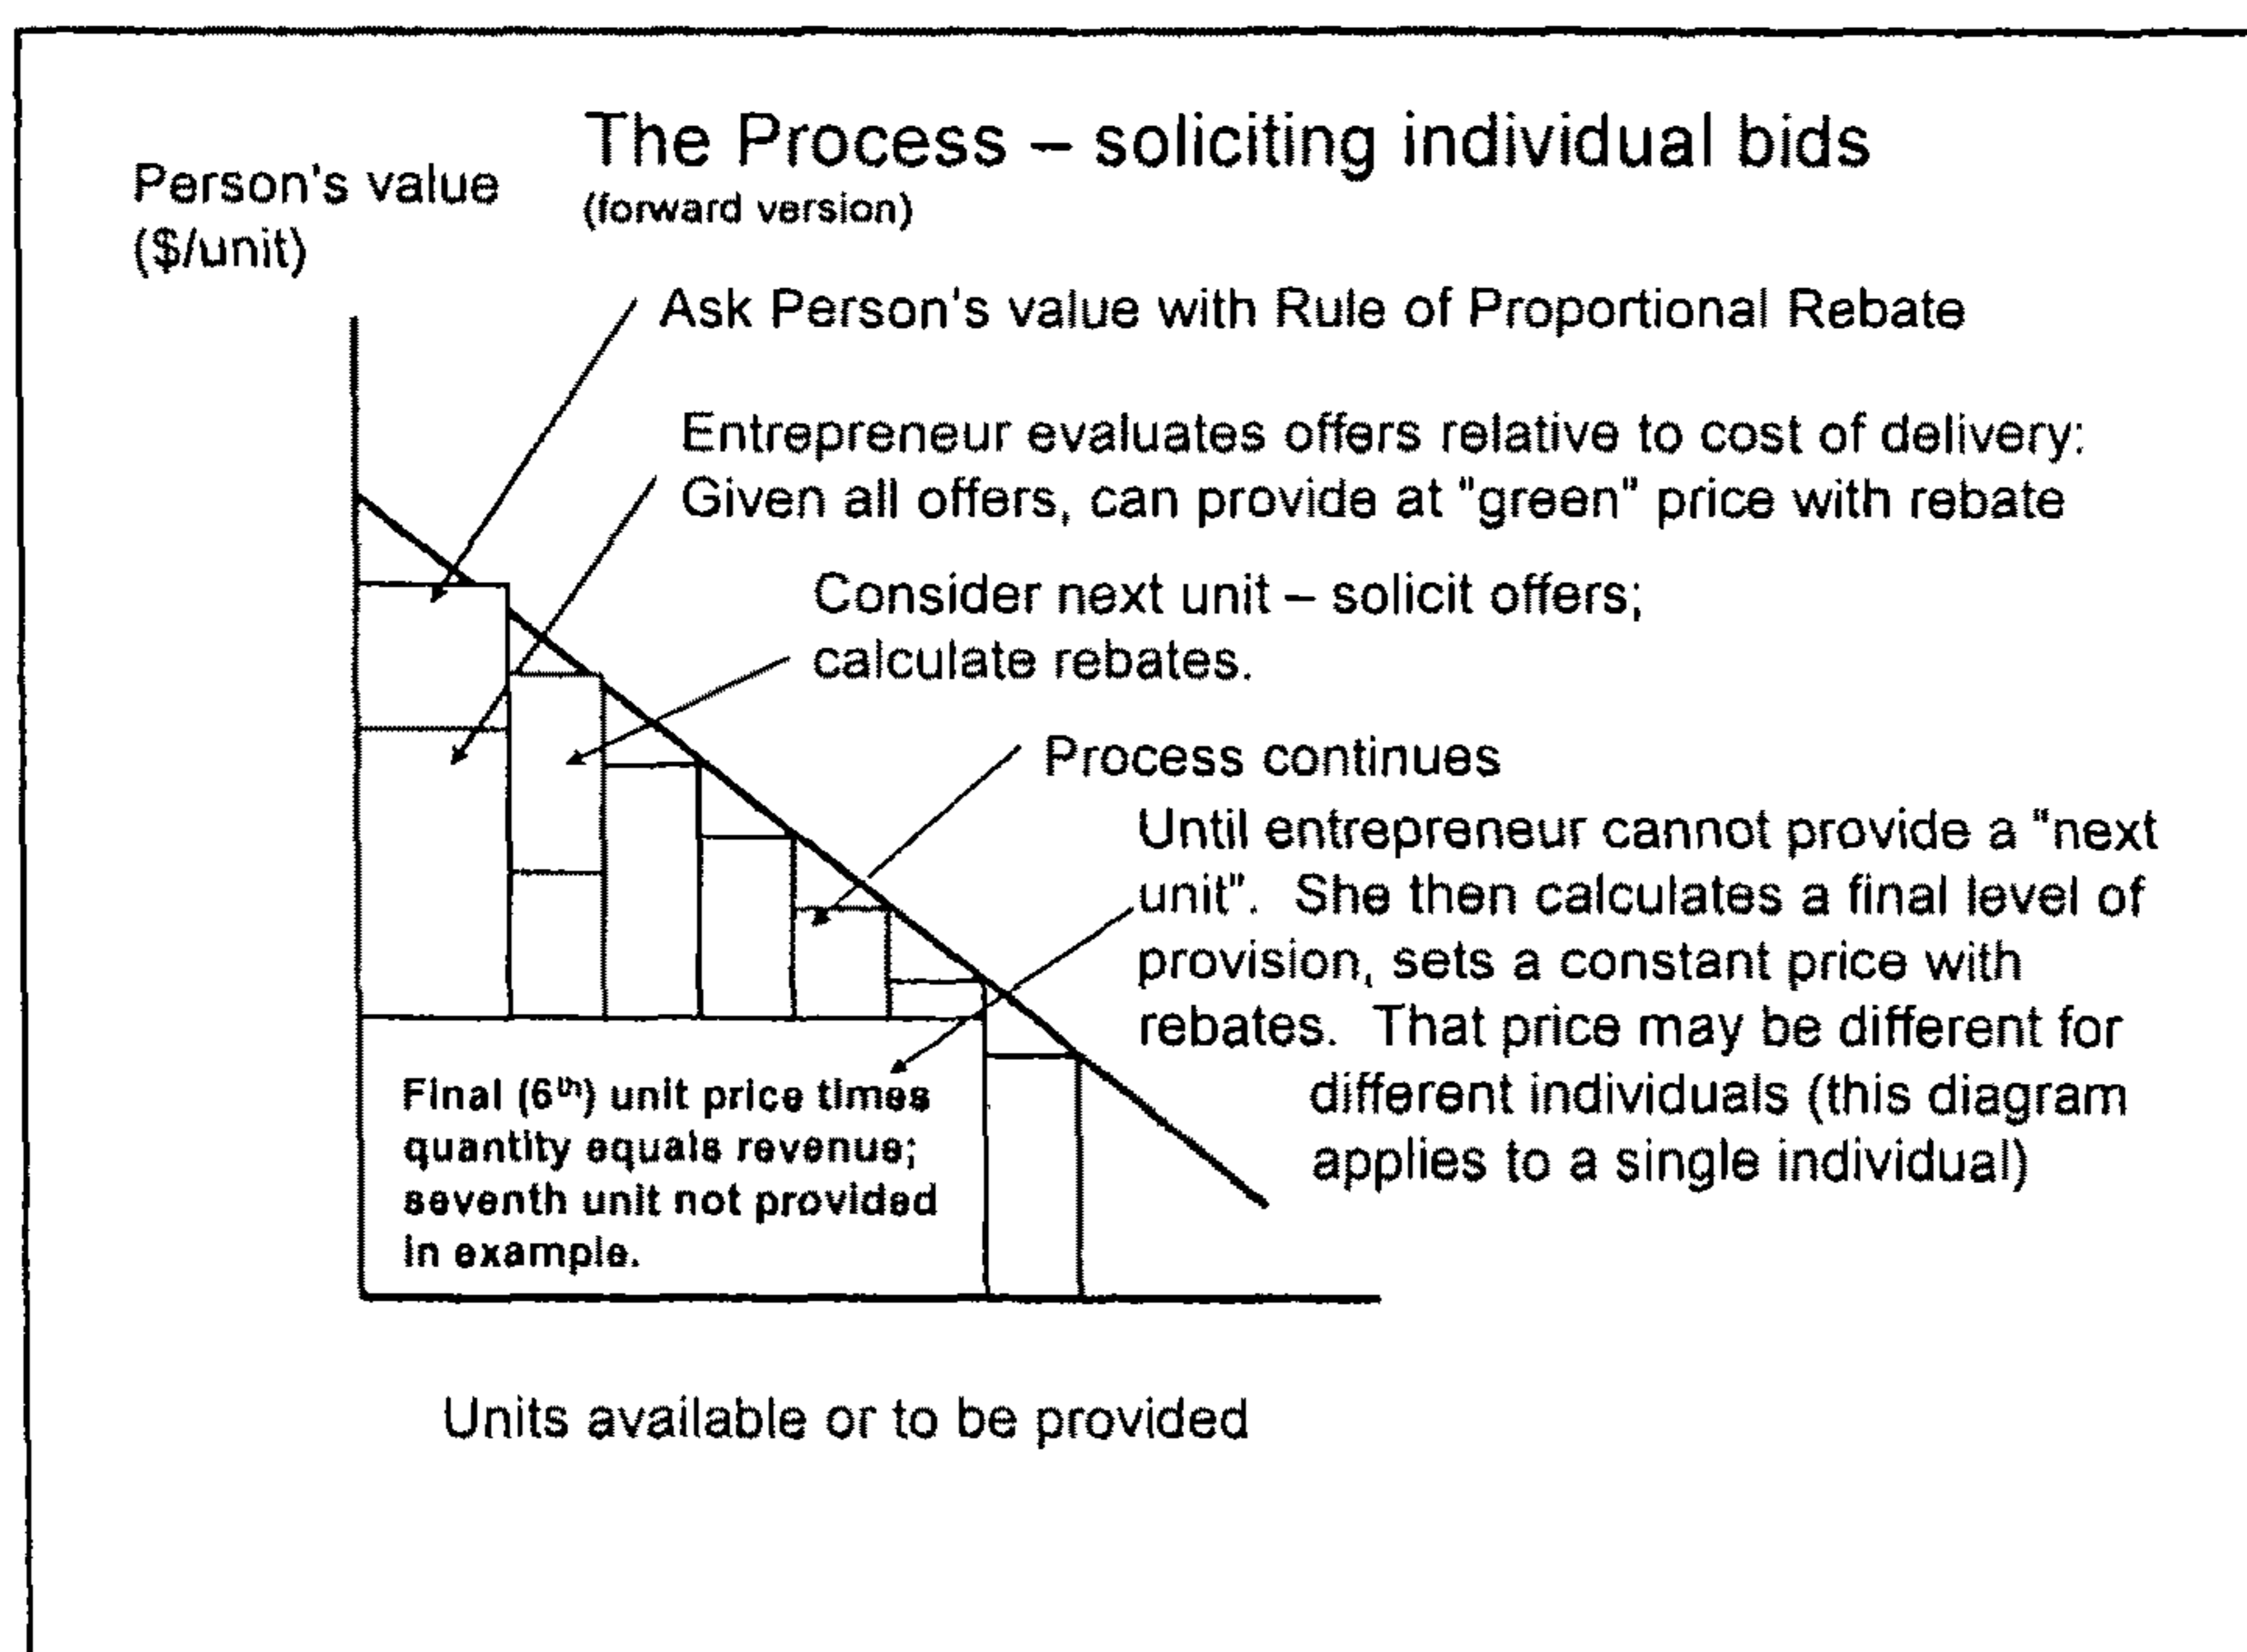 The Process – soliciting individual bids
(forward version)
Person's value
($/unit)
Ask Person's value with Rule of Proportional Rebate
Entrepreneur evaluates offers relative to cost of delivery:
Given all offers, can provide at "green" price with rebate
Consider next unit – solicit offers;
calculate rebates.
Process continues
Until entrepreneur cannot provide a "next
unit". She then calculates a final level of
provision, sets a constant price with
rebates. That price may be different for
different individuals (this diagram
applies to a single individual)
Final (6th) unit price times
quantity equals revenue;
seventh unit not provided
in example.
Units available or to be provided